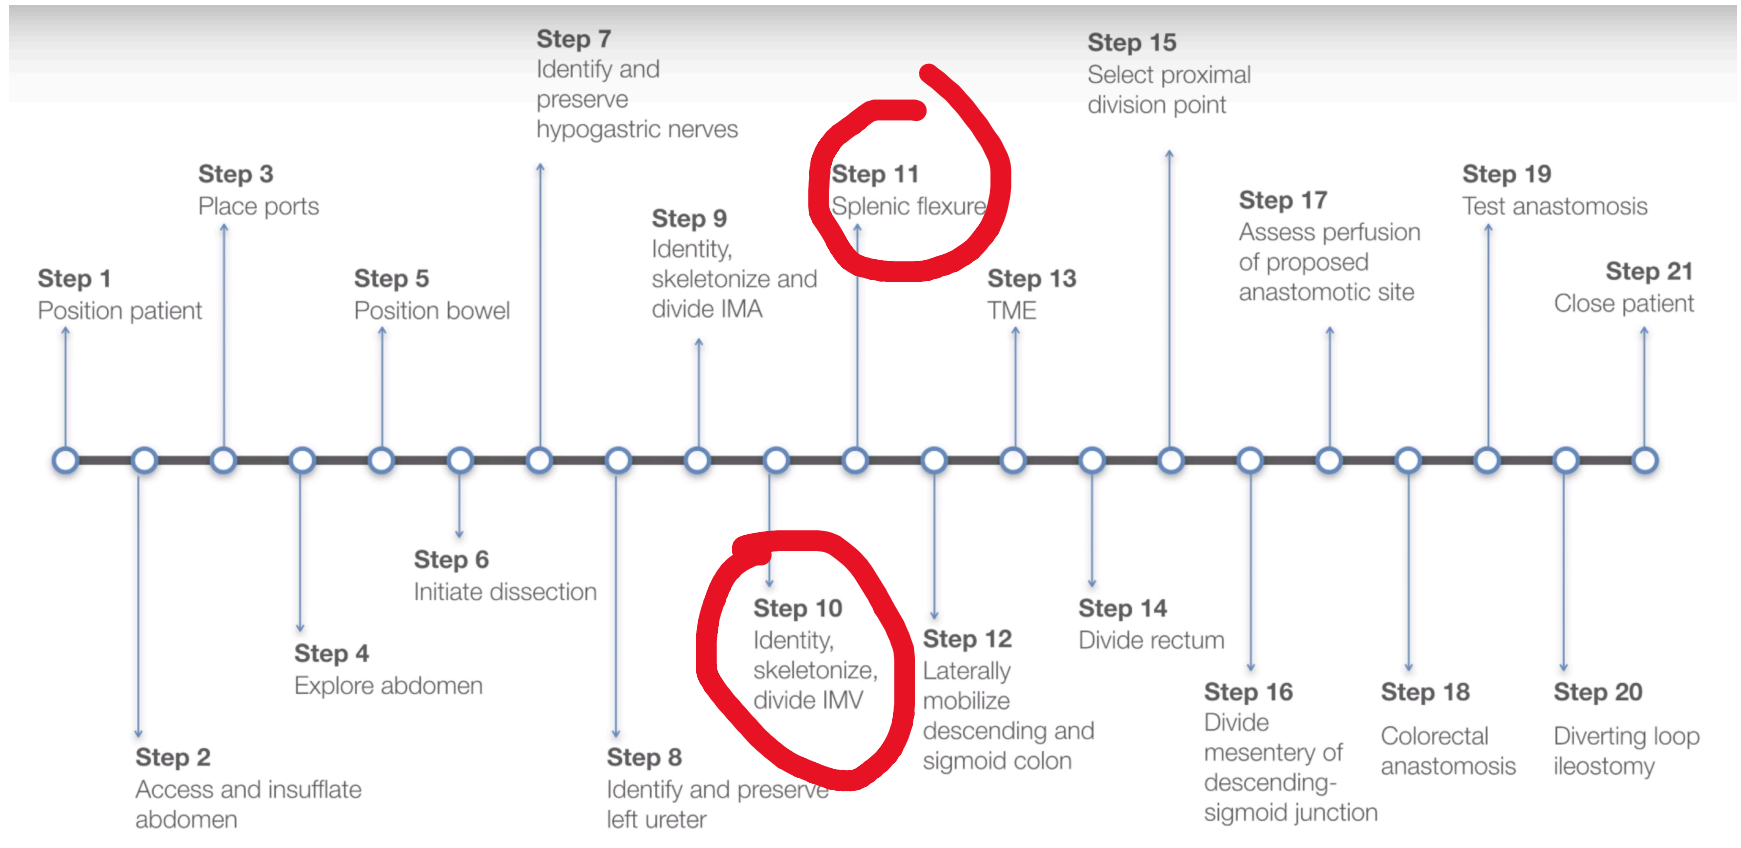 Step 1
Position patient
Step 2
Access and insufflate
abdomen
Step 3
Place ports
Step 4
Explore abdomen
Step 5
Position bowel
Step 6
Initiate dissection
Step 7
Identify and
preserve
hypogastric nerves
Step 8
Identify and preserve
left ureter
Step 9
Identity,
skeletonize and
divide IMA
Step 10
Identity,
skeletonize,
divide IMV
Step 11
Splenic flexure
Step 12
Laterally
mobilize
descending and
sigmoid colon
Step 13
TME
Step 14
Divide rectum
Step 15
Select proximal
division point
Step 16
Divide
mesentery of
descending-
sigmoid junction
Step 17
Assess perfusion
of proposed
anastomotic site
Step 18
Colorectal
anastomosis
Step 19
Test anastomosis
Step 20
Diverting loop
ileostomy
Step 21
Close patient